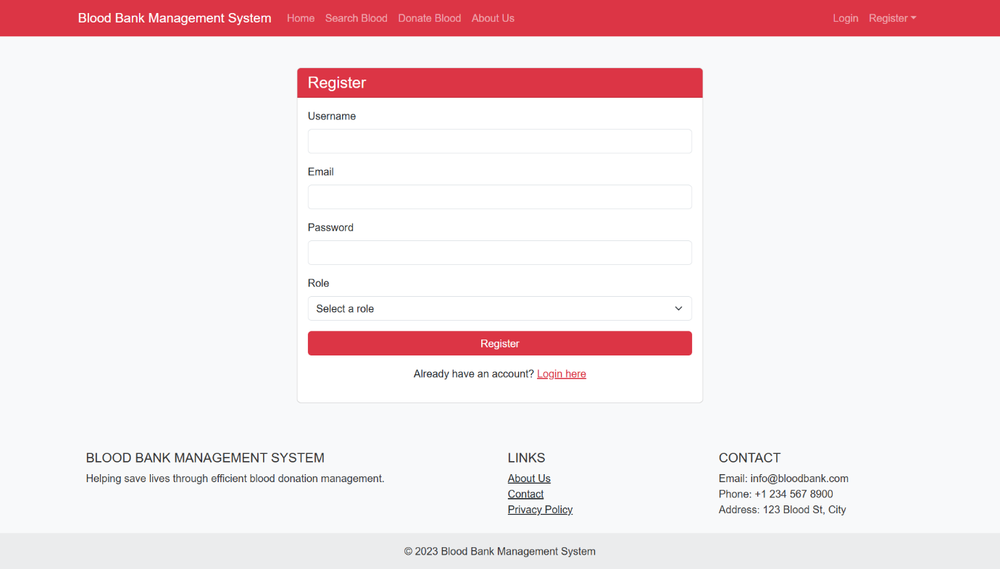 Blood Bank Management System Home Search Blood Donate Blood About Us Login Register
Register
Username
Email
Password
Role
Select a role
Register
Already have an account? Login here
BLOOD BANK MANAGEMENT SYSTEM
Helping save lives through efficient blood donation management.
LINKS
About Us
Contact
Privacy Policy
CONTACT
Email: info@bloodbank.com
Phone: +1 234 567 8900
Address: 123 Blood St, City
© 2023 Blood Bank Management System